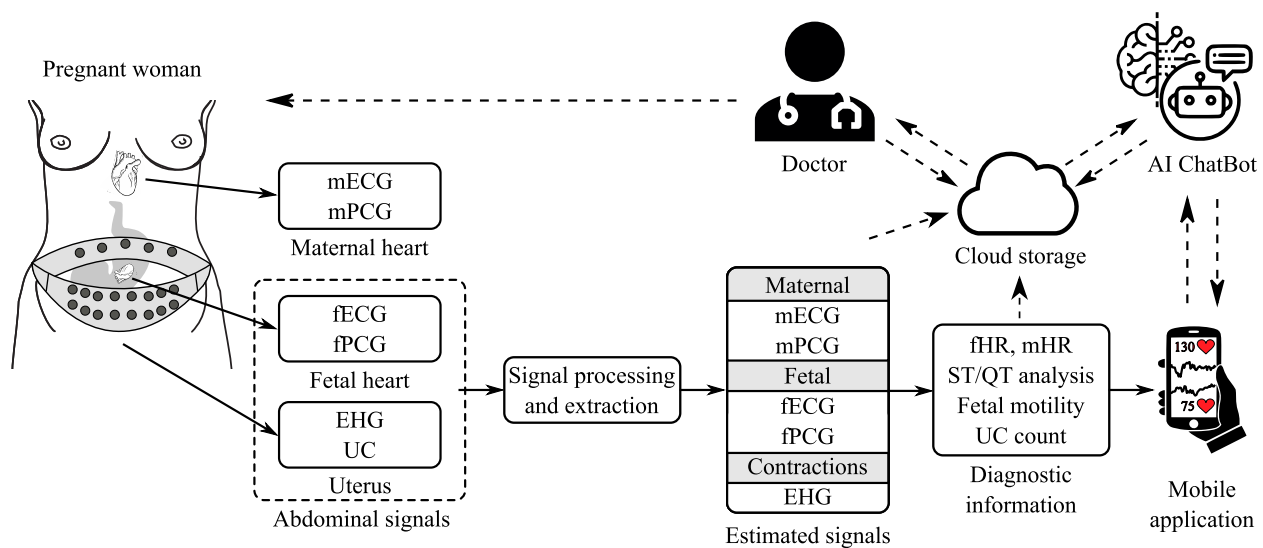 Pregnant woman
mECG
mPCG
Maternal heart
fECG
fPCG
Fetal heart
EHG
UC
Uterus
Abdominal signals
Signal processing
and extraction
Maternal
mECG
mPCG
Fetal
fECG
fPCG
Contractions
EHG
Estimated signals
Doctor
Cloud storage
AI ChatBot
fHR, mHR
ST/QT analysis
Fetal motility
UC count
Diagnostic
information
130
75
Mobile
application